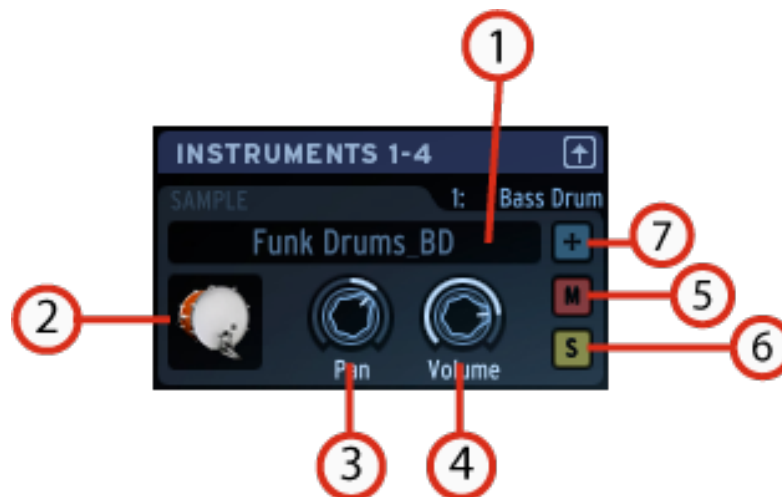 1
INSTRUMENTS 1-4
SAMPLE 1: Bass Drum
Funk Drums_BD + 7
2 M 5
Pan Volume S 6
3 4